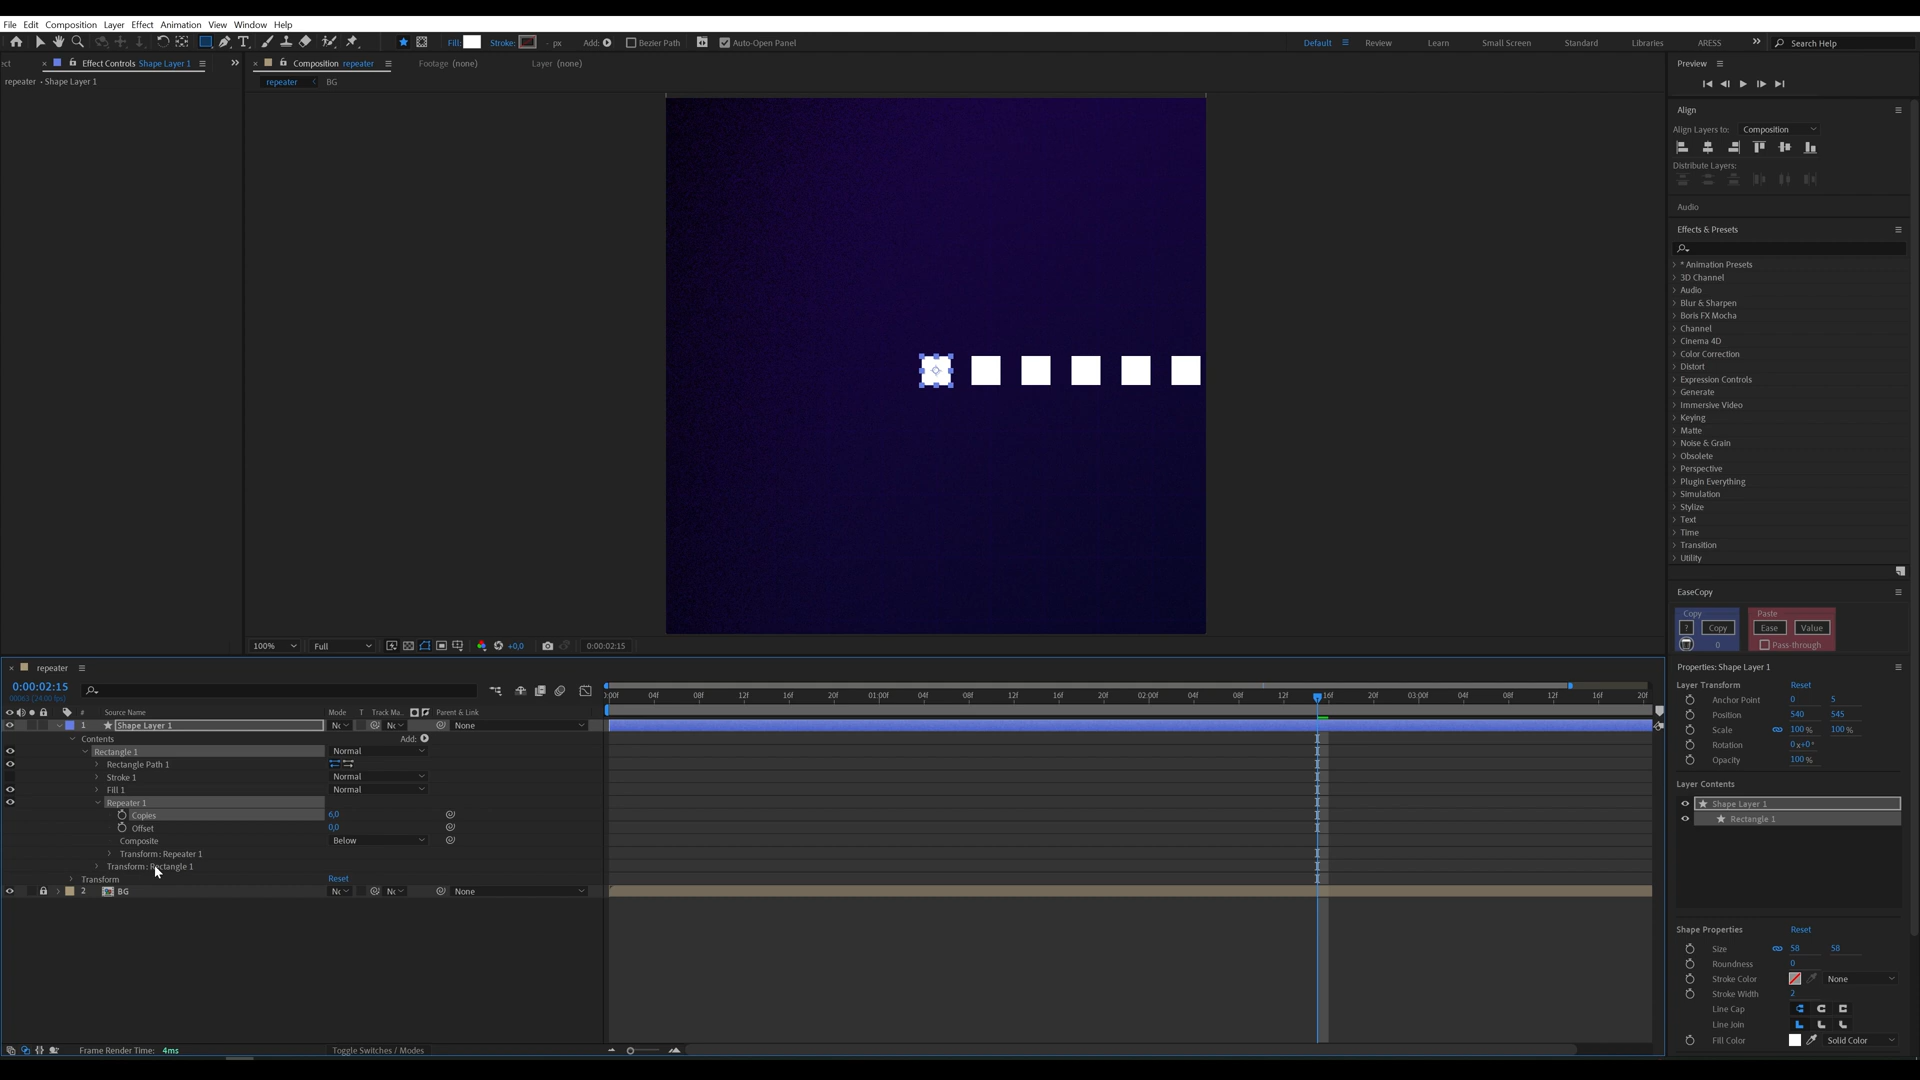 File Edit Composition Layer Effect Animation View Window Help
Fill: Stroke: - px Add: Bezier Path Auto-Open Panel Default Review Learn Small Screen Standard Libraries ARESS Search Help
ect Effect Controls Shape Layer 1 Composition repeater Footage (none) Layer (none) Preview
repeater • Shape Layer 1 repeater BG
Align
Align Layers to: Composition
Distribute Layers:
Audio
Effects & Presets
* Animation Presets
3D Channel
Audio
Blur & Sharpen
Boris FX Mocha
Channel
Cinema 4D
Color Correction
Distort
Expression Controls
Generate
Immersive Video
Keying
Matte
Noise & Grain
Obsolete
Perspective
Plugin Everything
Simulation
Stylize
Text
Time
Transition
Utility
EaseCopy
Copy Paste
? Copy Ease Value
0 Pass-through
100% Full +0,0 0:00:02:15
repeater
0:00:02:15
00063 (24.00 fps)
:00f 04f 08f 12f 16f 20f 01:00f 04f 08f 12f 16f 20f 02:00f 04f 08f 12f 16f 20f 03:00f 04f 08f 12f 16f 20f
# Source Name Mode T Track Ma.. Parent & Link
1 Shape Layer 1 Nc Nc None
Contents Add:
Rectangle 1 Normal
Rectangle Path 1
Stroke 1 Normal
Fill 1 Normal
Repeater 1
Copies 6,0
Offset 0,0
Composite Below
Transform: Repeater 1
Transform: Rectangle 1
Transform Reset
2 BG Nc Nc None
Frame Render Time: 4ms Toggle Switches / Modes
Properties: Shape Layer 1
Layer Transform Reset
Anchor Point 0 5
Position 540 545
Scale 100 % 100 %
Rotation 0x+0°
Opacity 100 %
Layer Contents
Shape Layer 1
Rectangle 1
Shape Properties Reset
Size 58 58
Roundness 0
Stroke Color None
Stroke Width 2
Line Cap
Line Join
Fill Color Solid Color